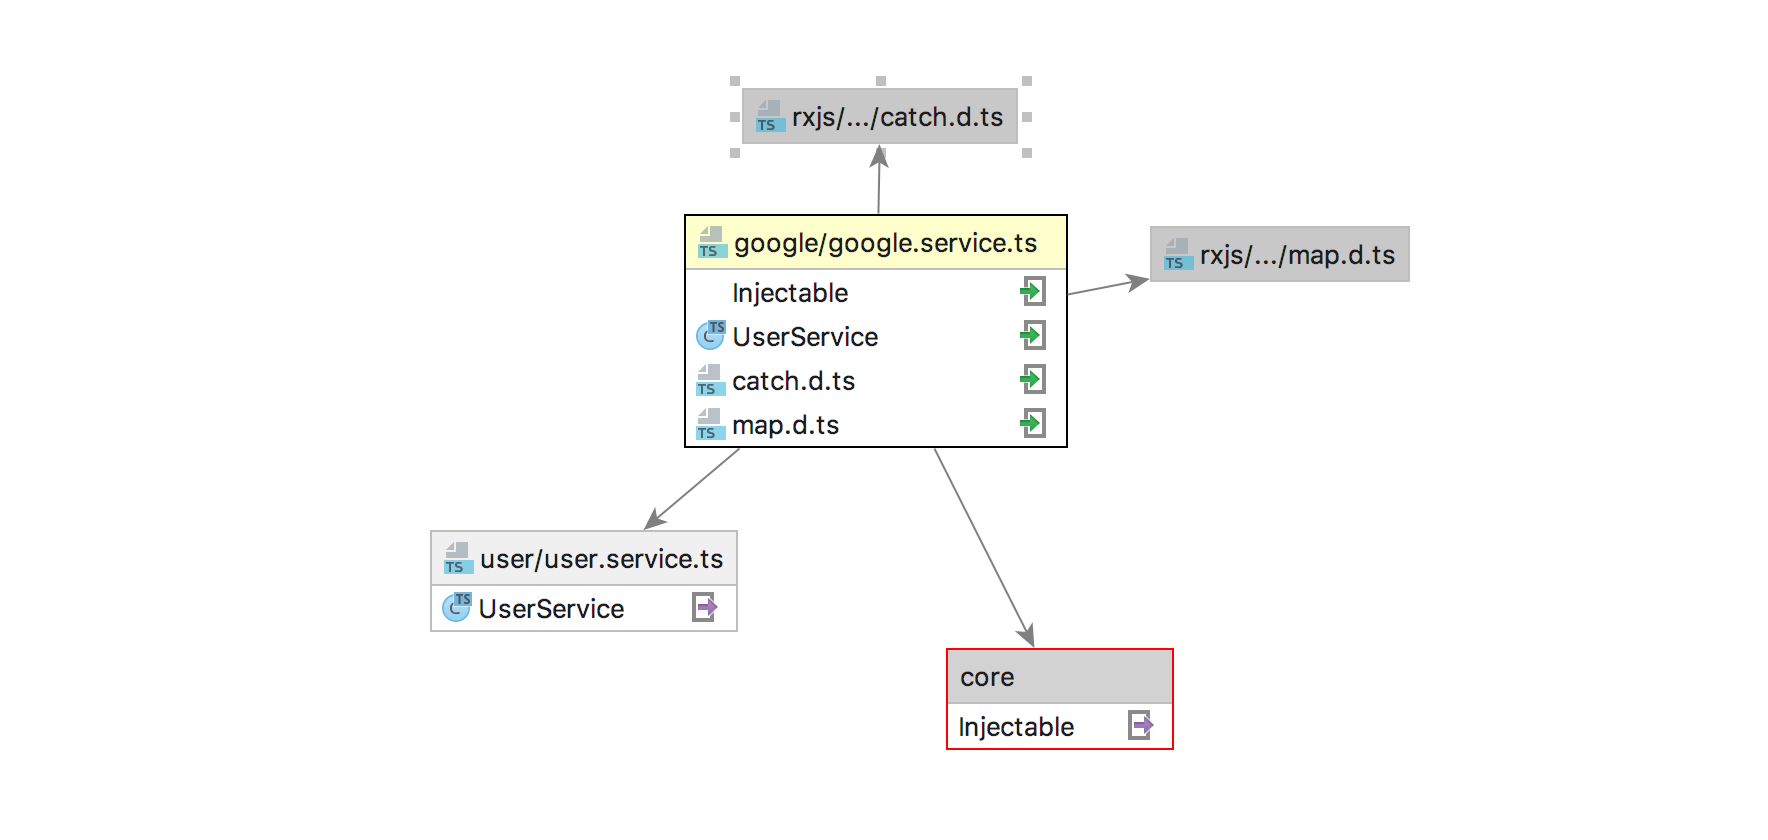 TS rxjs/.../catch.d.ts
TS google/google.service.ts
Injectable
C TS UserService
TS catch.d.ts
TS map.d.ts
TS rxjs/.../map.d.ts
TS user/user.service.ts
C TS UserService
core
Injectable